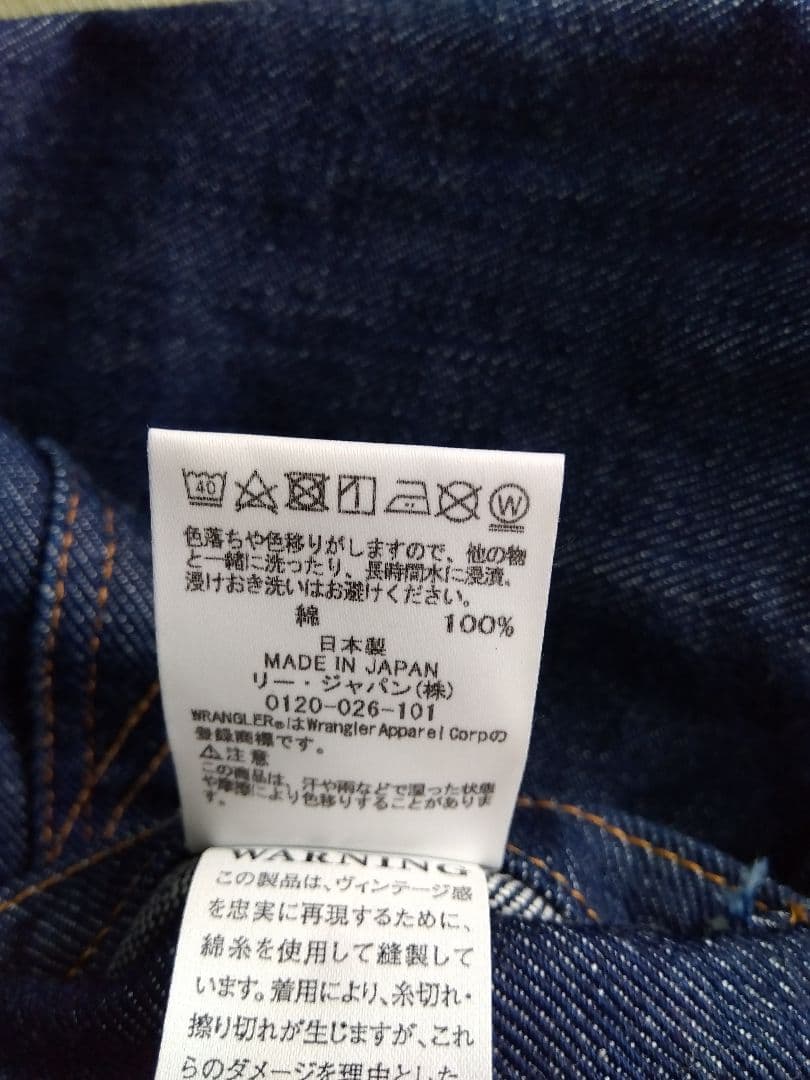 40 W
色落ちや色移りがしますので、他の物
と一緒に洗ったり、長時間水に浸漬、
浸けおき洗いはお避けください。
綿 100%
日本製
MADE IN JAPAN
リー・ジャパン(株)
0120-026-101
WRANGLER®はWrangler Apparel Corpの
登録商標です。
⚠注意
この商品は、汗や雨などで湿った状態
や摩擦により色移りすることがありま
す。
WARNING
この製品は、ヴィンテージ感
を忠実に再現するために、
綿糸を使用して縫製して
います。着用により、糸切れ・
擦り切れが生じますが、これ
らのダメージを理由とした